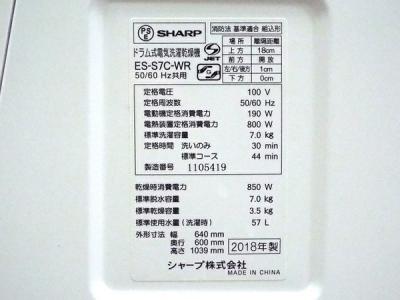 PS
E
SHARP
ドラム式電気洗濯乾燥機
ES-S7C-WR
50/60 Hz共用
JET
消防法 基準適合 組込形
場所 離隔距離
上方 18cm
前方 開放
左/右/後方 1cm
下方 0cm
定格電圧 100 V
定格周波数 50/60 Hz
電動機定格消費電力 190 W
電熱装置定格消費電力 800 W
標準洗濯容量 7.0 kg
定格時間 洗いのみ 30 min
標準コース 44 min
製造番号 1105419
乾燥時消費電力 850 W
標準脱水容量 7.0 kg
標準乾燥容量 3.5 kg
標準使用水量(洗濯時) 57 L
外形寸法 幅 640 mm
奥行 600 mm
高さ 1039 mm
2018年製
シャープ株式会社
MADE IN CHINA